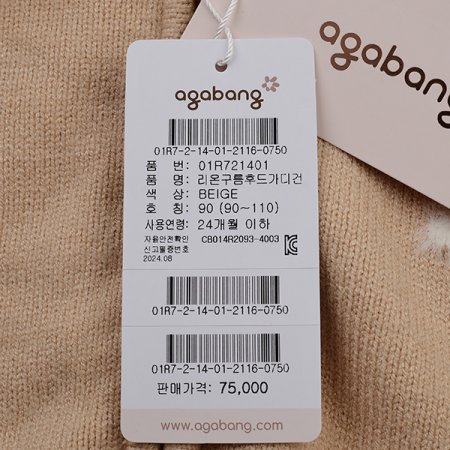 agabang
agabang
01R7-2-14-01-2116-0750
품 번: 01R721401
품 명: 리온구름후드가디건
색 상: BEIGE
호 칭: 90 (90~110)
사용연령: 24개월 이하
자율안전확인 CB014R2093-4003
신고필증번호
2024.08
01R7-2-14-01-2116-0750
01R7-2-14-01-2116-0750
판매가격: 75,000
www.agabang.com